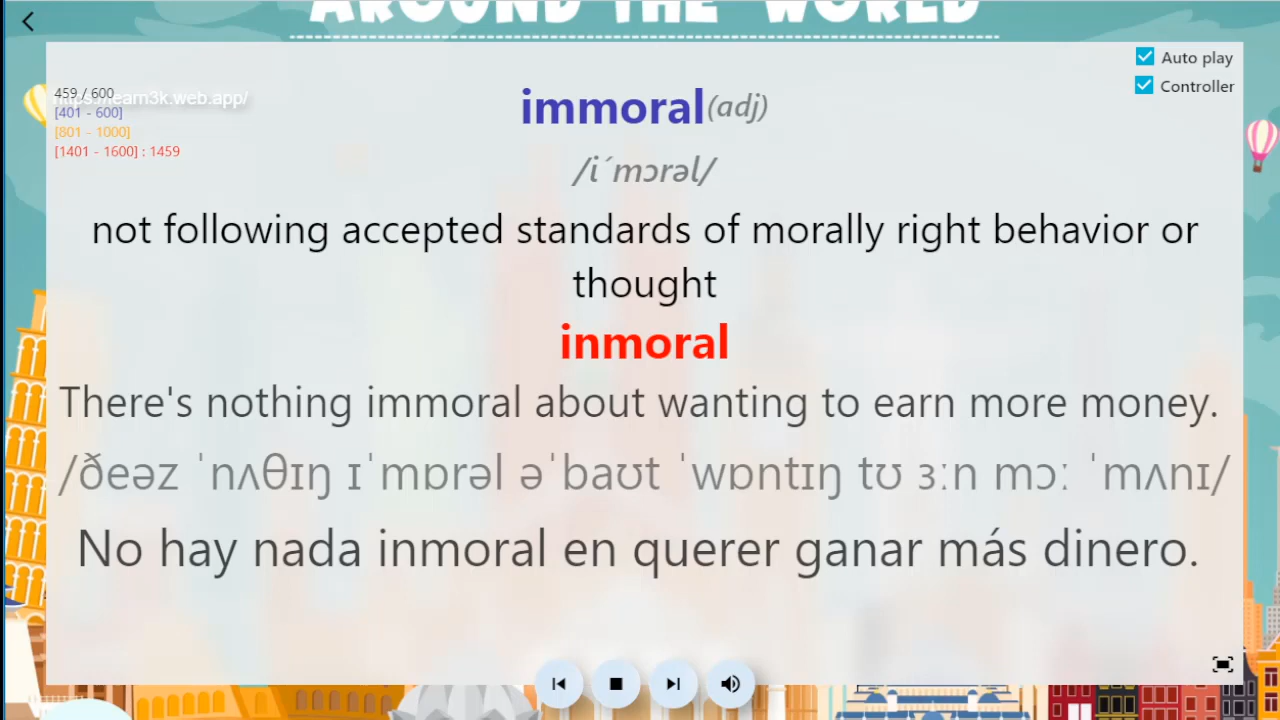 AROUND THE WORLD
Auto play
Controller
459 / 600
https://learn3k.web.app/
[401 - 600]
[801 - 1000]
[1401 - 1600] : 1459
immoral(adj)
/i´mɔrəl/
not following accepted standards of morally right behavior or
thought
inmoral
There's nothing immoral about wanting to earn more money.
/ðeəz ˈnʌθɪŋ ɪˈmɒrəl əˈbaʊt ˈwɒntɪŋ tʊ ɜːn mɔː ˈmʌnɪ/
No hay nada inmoral en querer ganar más dinero.